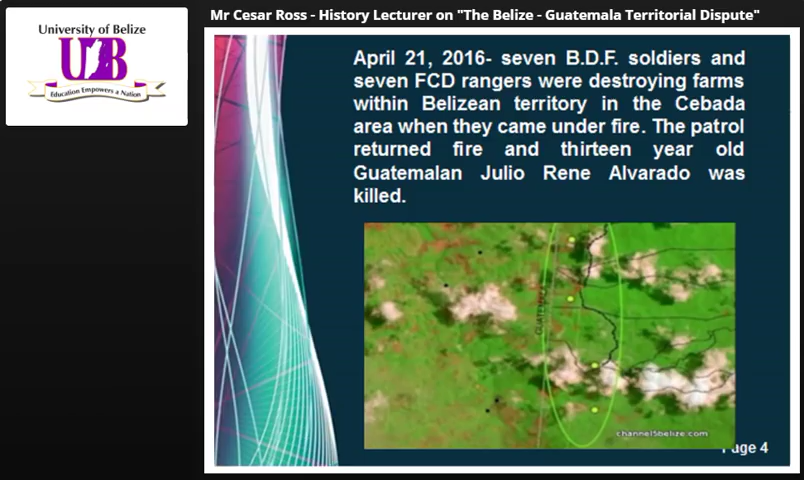 Mr Cesar Ross - History Lecturer on "The Belize - Guatemala Territorial Dispute"
University of Belize
UB
Education Empowers a Nation
April 21, 2016- seven B.D.F. soldiers and
seven FCD rangers were destroying farms
within Belizean territory in the Cebada
area when they came under fire. The patrol
returned fire and thirteen year old
Guatemalan Julio Rene Alvarado was
killed.
channel5belize.com
Page 4